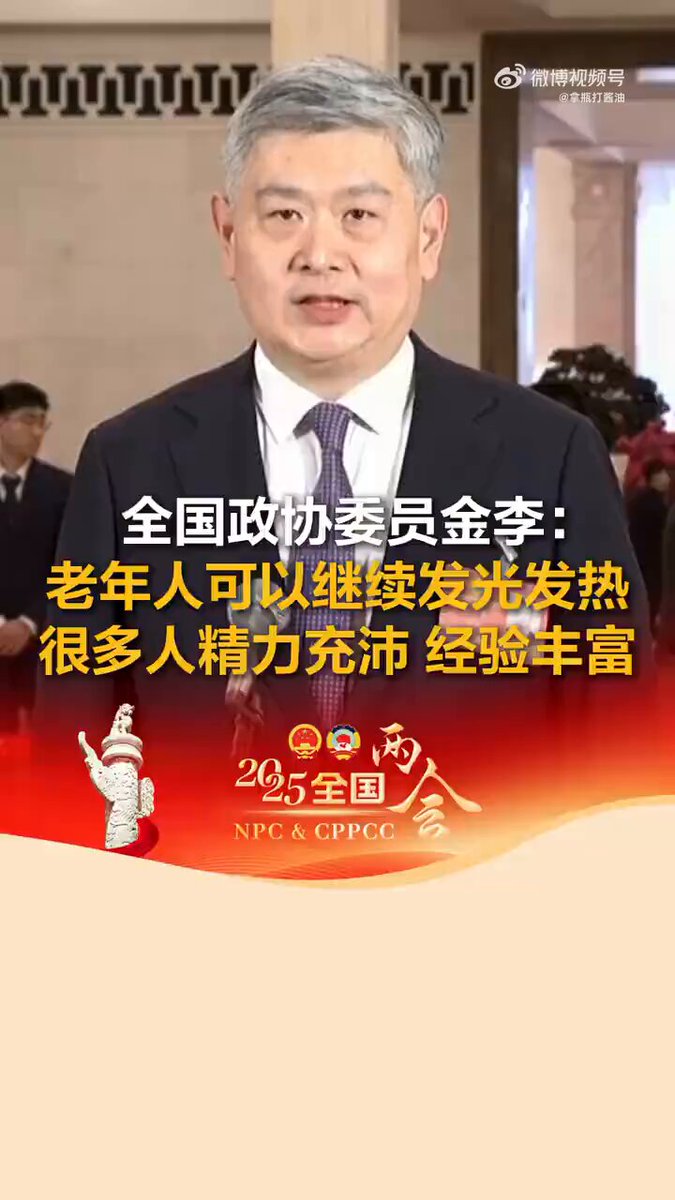 微博视频号
@拿瓶打酱油
全国政协委员金李：
老年人可以继续发光发热
很多人精力充沛 经验丰富
2025全国两会
NPC & CPPCC